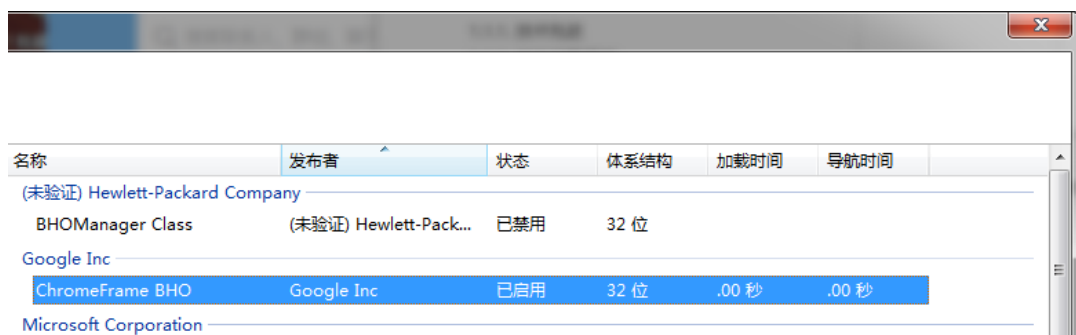 名称 发布者 状态 体系结构 加载时间 导航时间
(未验证) Hewlett-Packard Company
BHOManager Class (未验证) Hewlett-Pack... 已禁用 32 位
Google Inc
ChromeFrame BHO Google Inc 已启用 32 位 .00 秒 .00 秒
Microsoft Corporation